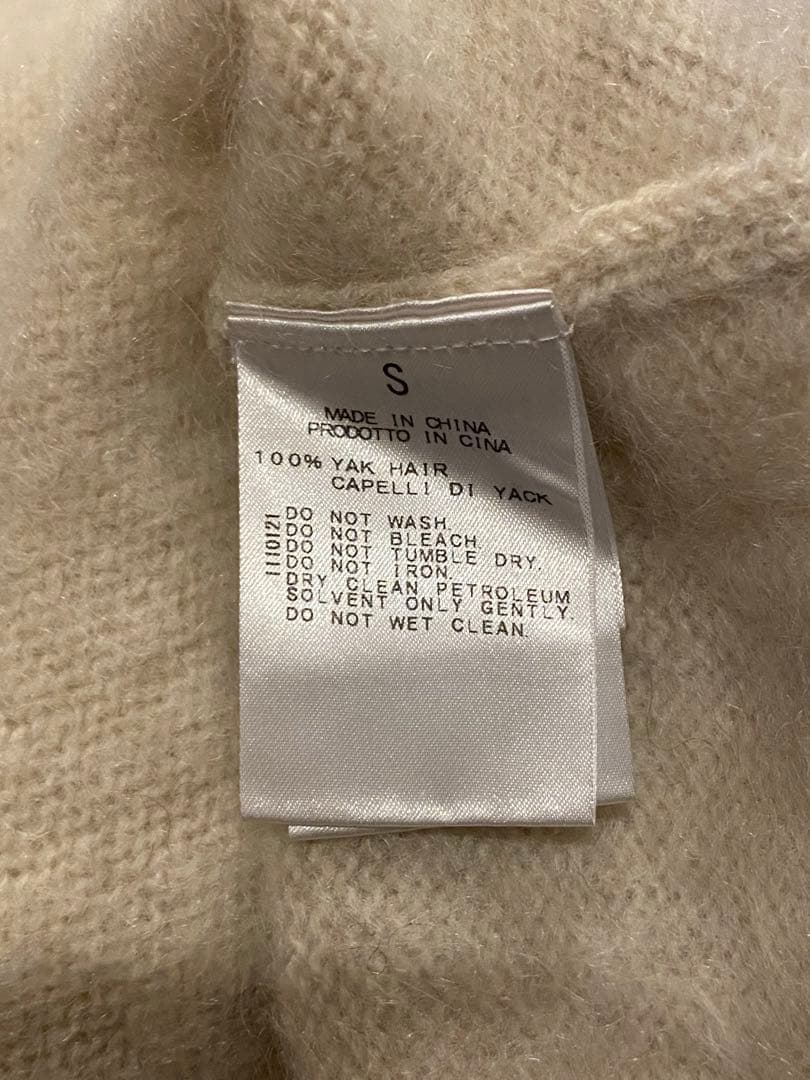 S
MADE IN CHINA
PRODOTTO IN CINA
100% YAK HAIR
CAPELLI DI YACK
DO NOT WASH.
DO NOT BLEACH.
DO NOT TUMBLE DRY.
DO NOT IRON.
DRY CLEAN PETROLEUM
SOLVENT ONLY GENTLY.
DO NOT WET CLEAN.
1110121